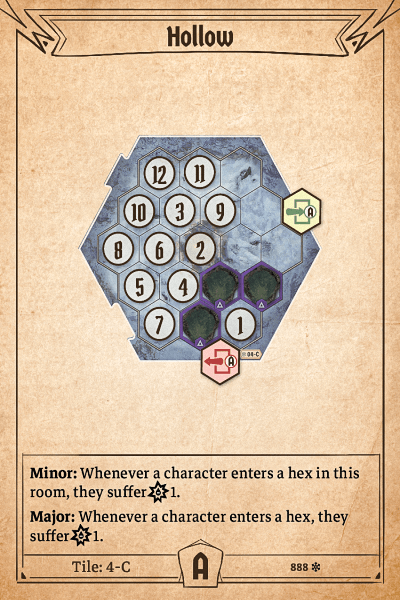 Hollow
12 11
10 3 9
A
8 6 2
5 4
7 1
04-C
A
Minor: Whenever a character enters a hex in this
room, they suffer 1.
Major: Whenever a character enters a hex, they
suffer 1.
Tile: 4-C
A
888